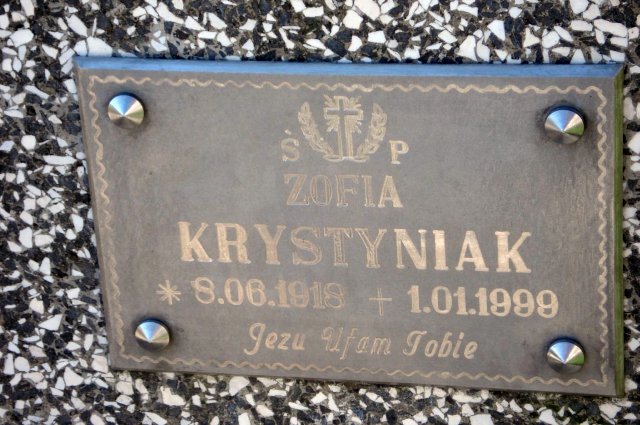 Ś P
ZOFIA
KRYSTYNIAK
* 8.06.1918 † 1.01.1999
Jezu Ufam Tobie